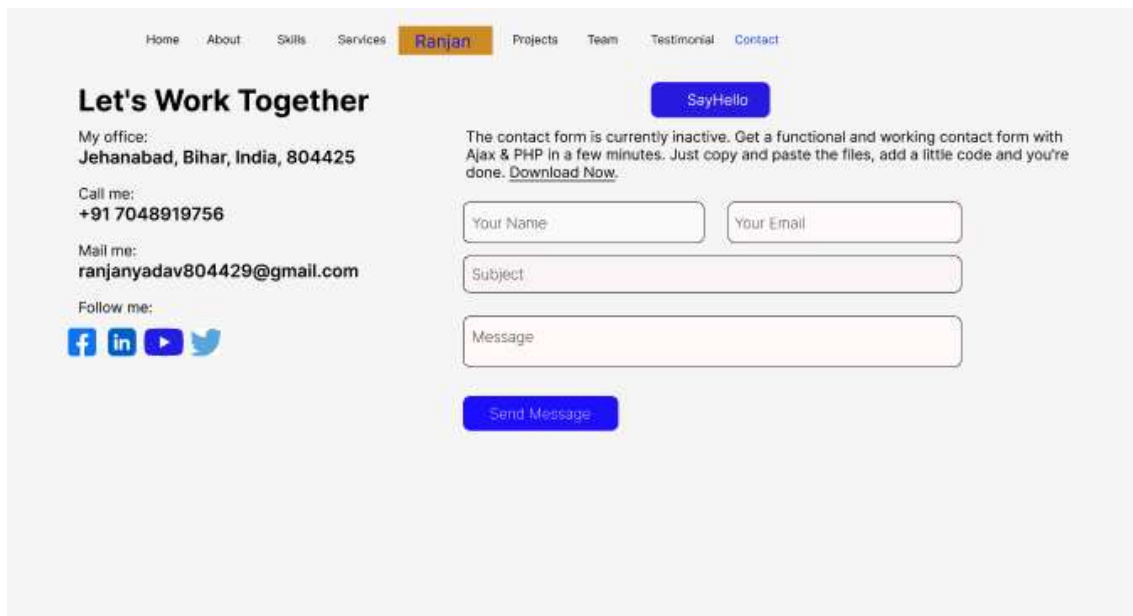 Home About Skills Services Ranjan Projects Team Testimonial Contact
Let's Work Together
My office:
Jehanabad, Bihar, India, 804425
Call me:
+91 7048919756
Mail me:
ranjanyadav804429@gmail.com
Follow me:
f in
SayHello
The contact form is currently inactive. Get a functional and working contact form with
Ajax & PHP in a few minutes. Just copy and paste the files, add a little code and you're
done. Download Now.
Your Name Your Email
Subject
Message
Send Message